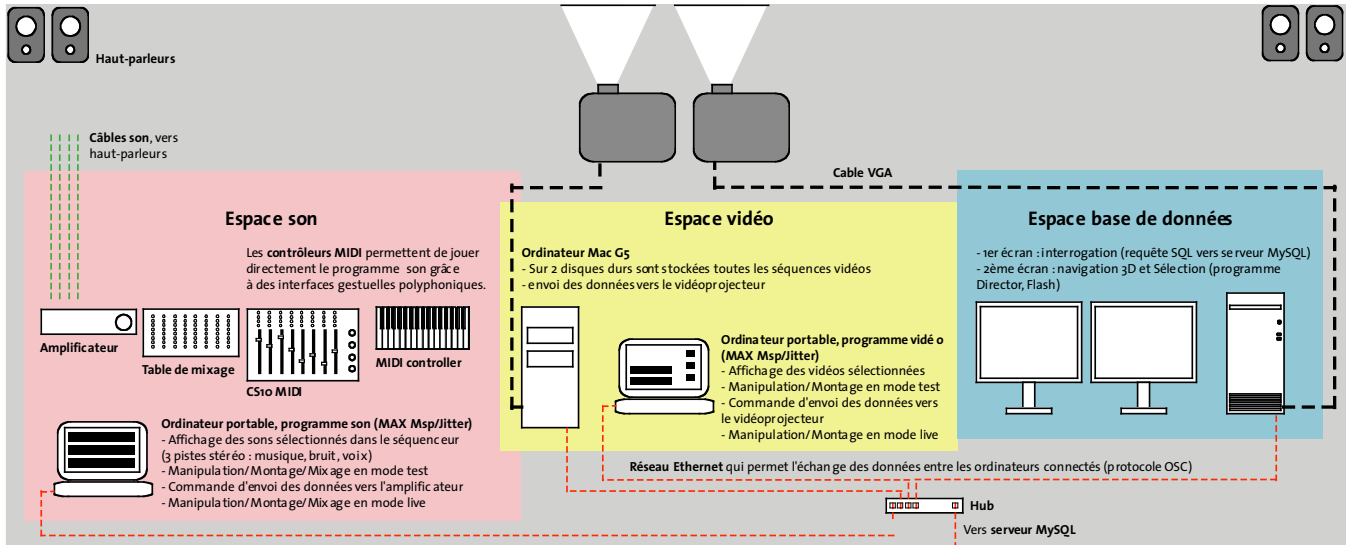 Haut-parleurs
Câbles son, vers
haut-parleurs
Cable VGA
Espace son
Les contrôleurs MIDI permettent de jouer
directement le programme son grâce
à des interfaces gestuelles polyphoniques.
Amplificateur
Table de mixage
CS10 MIDI
MIDI controller
Ordinateur portable, programme son (MAX Msp/Jitter)
- Affichage des sons sélectionnés dans le séquenceur
(3 pistes stéréo : musique, bruit, voix)
- Manipulation/Montage/Mixage en mode test
- Commande d'envoi des données vers l'amplificateur
- Manipulation/Montage/Mixage en mode live
Espace vidéo
Ordinateur Mac G5
- Sur 2 disques durs sont stockées toutes les séquences vidéos
- envoi des données vers le vidéoprojecteur
Ordinateur portable, programme vidéo
(MAX Msp/Jitter)
- Affichage des vidéos sélectionnées
- Manipulation/Montage en mode test
- Commande d'envoi des données vers
le vidéoprojecteur
- Manipulation/Montage en mode live
Espace base de données
- 1er écran : interrogation (requête SQL vers serveur MySQL)
- 2ème écran : navigation 3D et Sélection (programme
Director, Flash)
Réseau Ethernet qui permet l'échange des données entre les ordinateurs connectés (protocole OSC)
Hub
Vers serveur MySQL